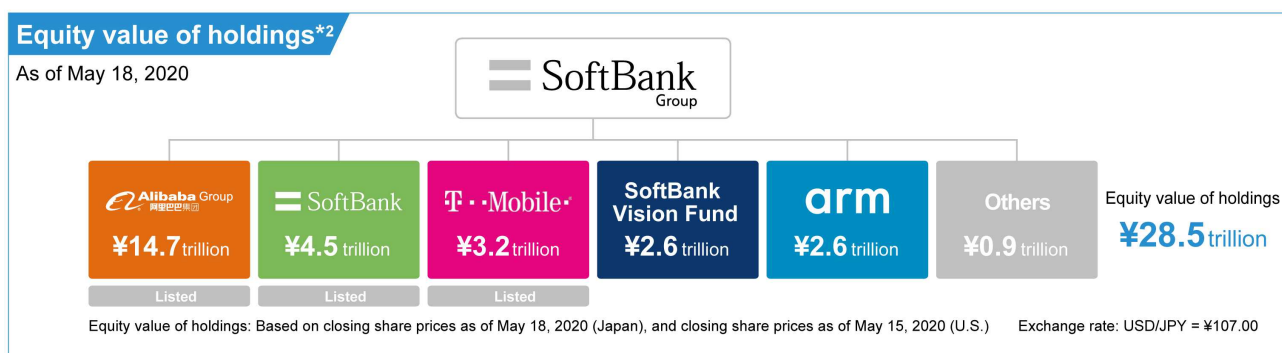 Equity value of holdings*2
As of May 18, 2020
SoftBank
Group
Alibaba Group
阿里巴巴集团
¥14.7 trillion
Listed
SoftBank
¥4.5 trillion
Listed
T··Mobile·
¥3.2 trillion
Listed
SoftBank
Vision Fund
¥2.6 trillion
arm
¥2.6 trillion
Others
¥0.9 trillion
Equity value of holdings
¥28.5 trillion
Equity value of holdings: Based on closing share prices as of May 18, 2020 (Japan), and closing share prices as of May 15, 2020 (U.S.) Exchange rate: USD/JPY = ¥107.00